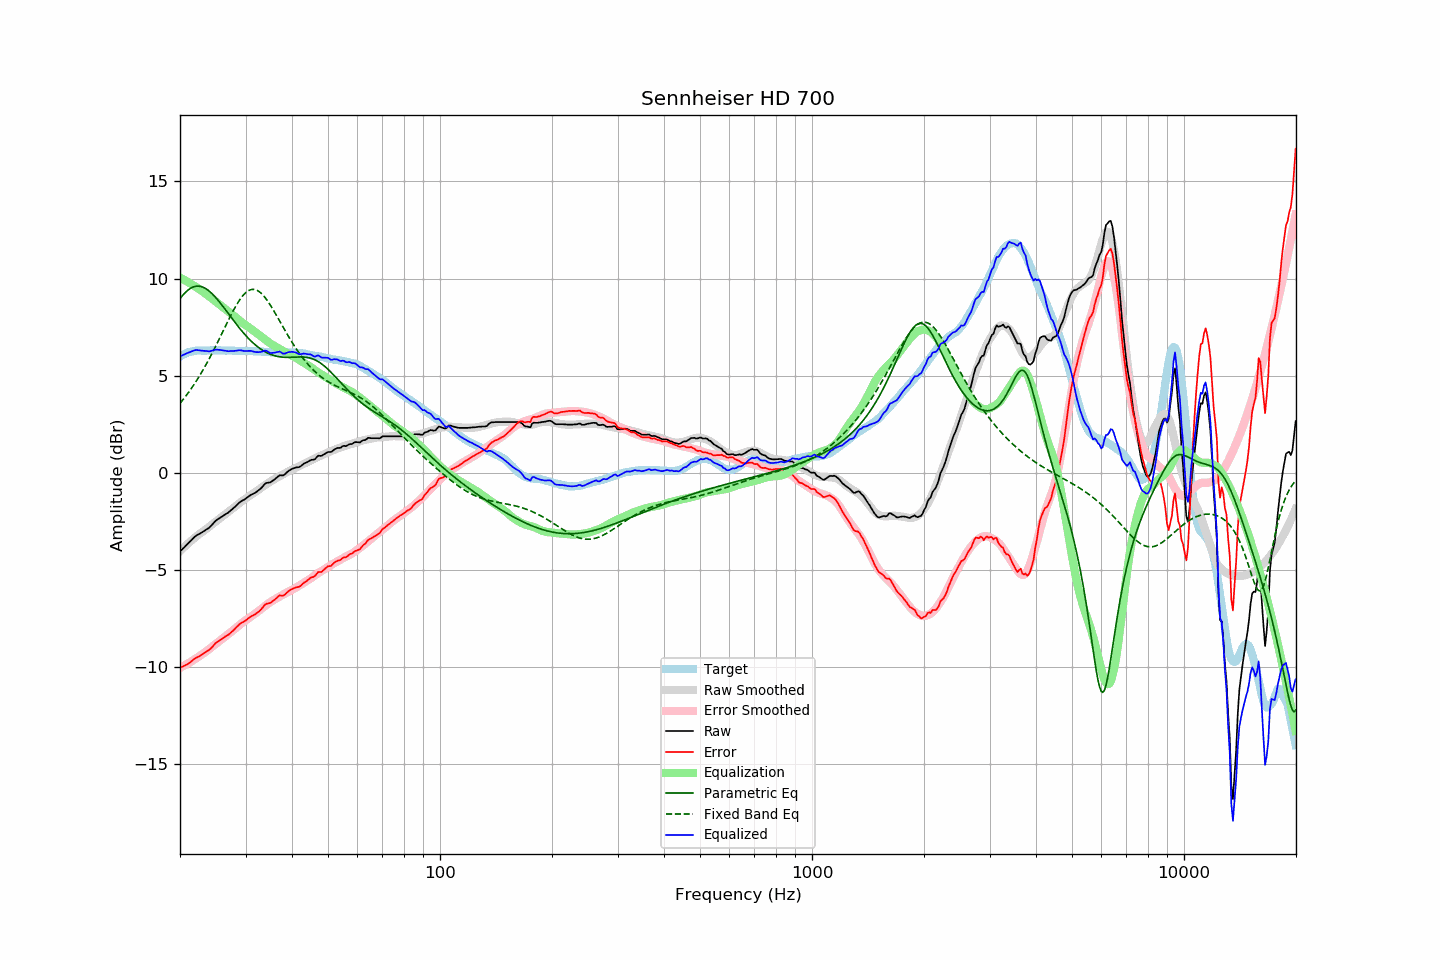 Sennheiser HD 700
Amplitude (dBr)
15
10
5
0
−5
−10
−15
Target
Raw Smoothed
Error Smoothed
Raw
Error
Equalization
Parametric Eq
Fixed Band Eq
Equalized
100
1000
10000
Frequency (Hz)